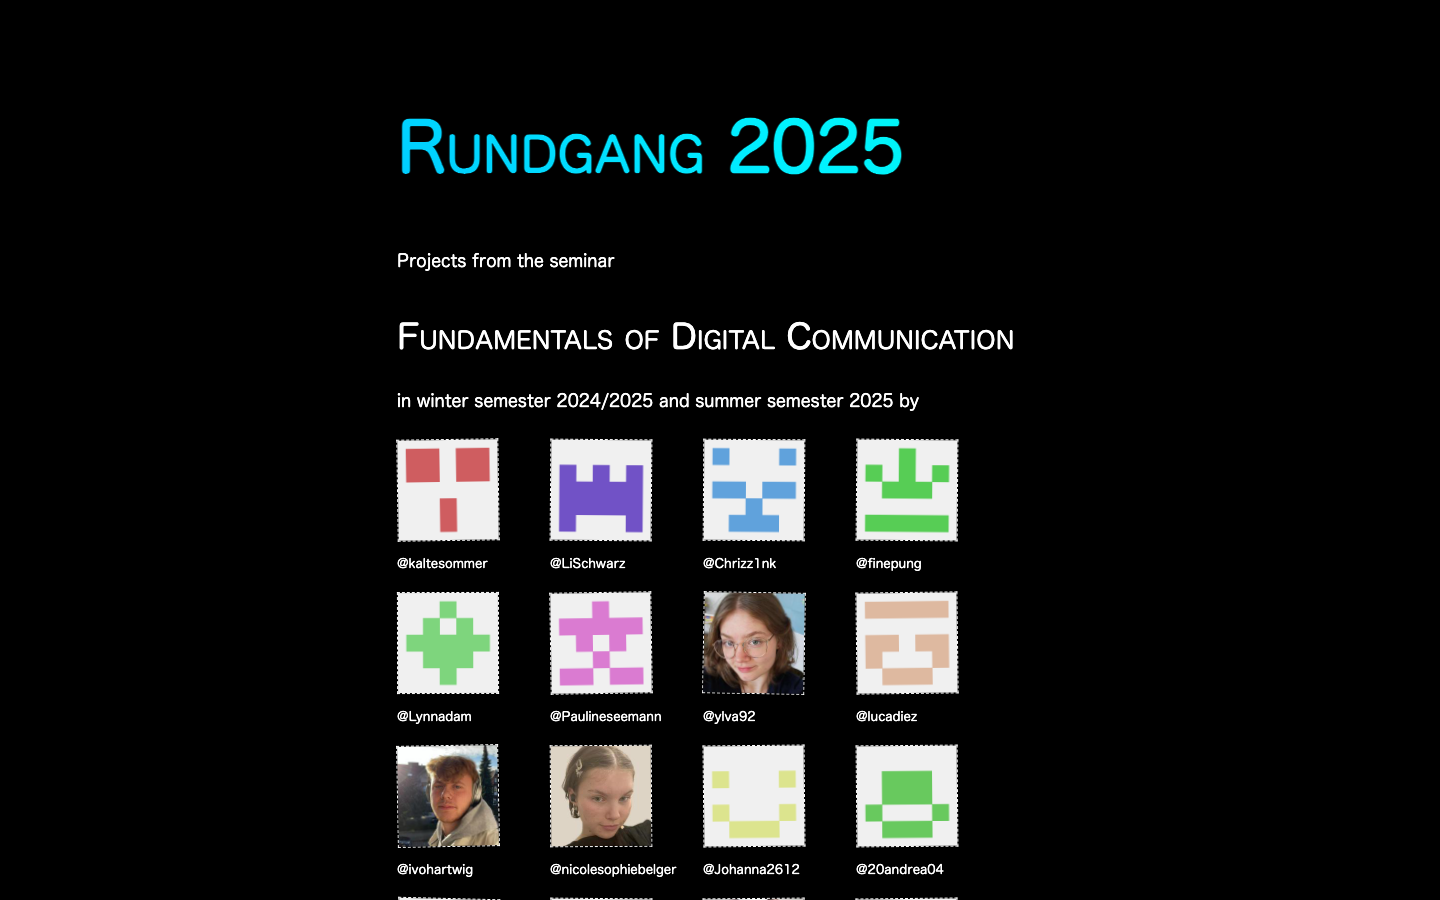 Rundgang 2025
Projects from the seminar
Fundamentals of Digital Communication
in winter semester 2024/2025 and summer semester 2025 by
@kaltesommer @LiSchwarz @Chrizz1nk @finepung
@Lynnadam @Paulineseemann @ylva92 @lucadiez
@ivohartwig @nicolesophiebelger @Johanna2612 @20andrea04